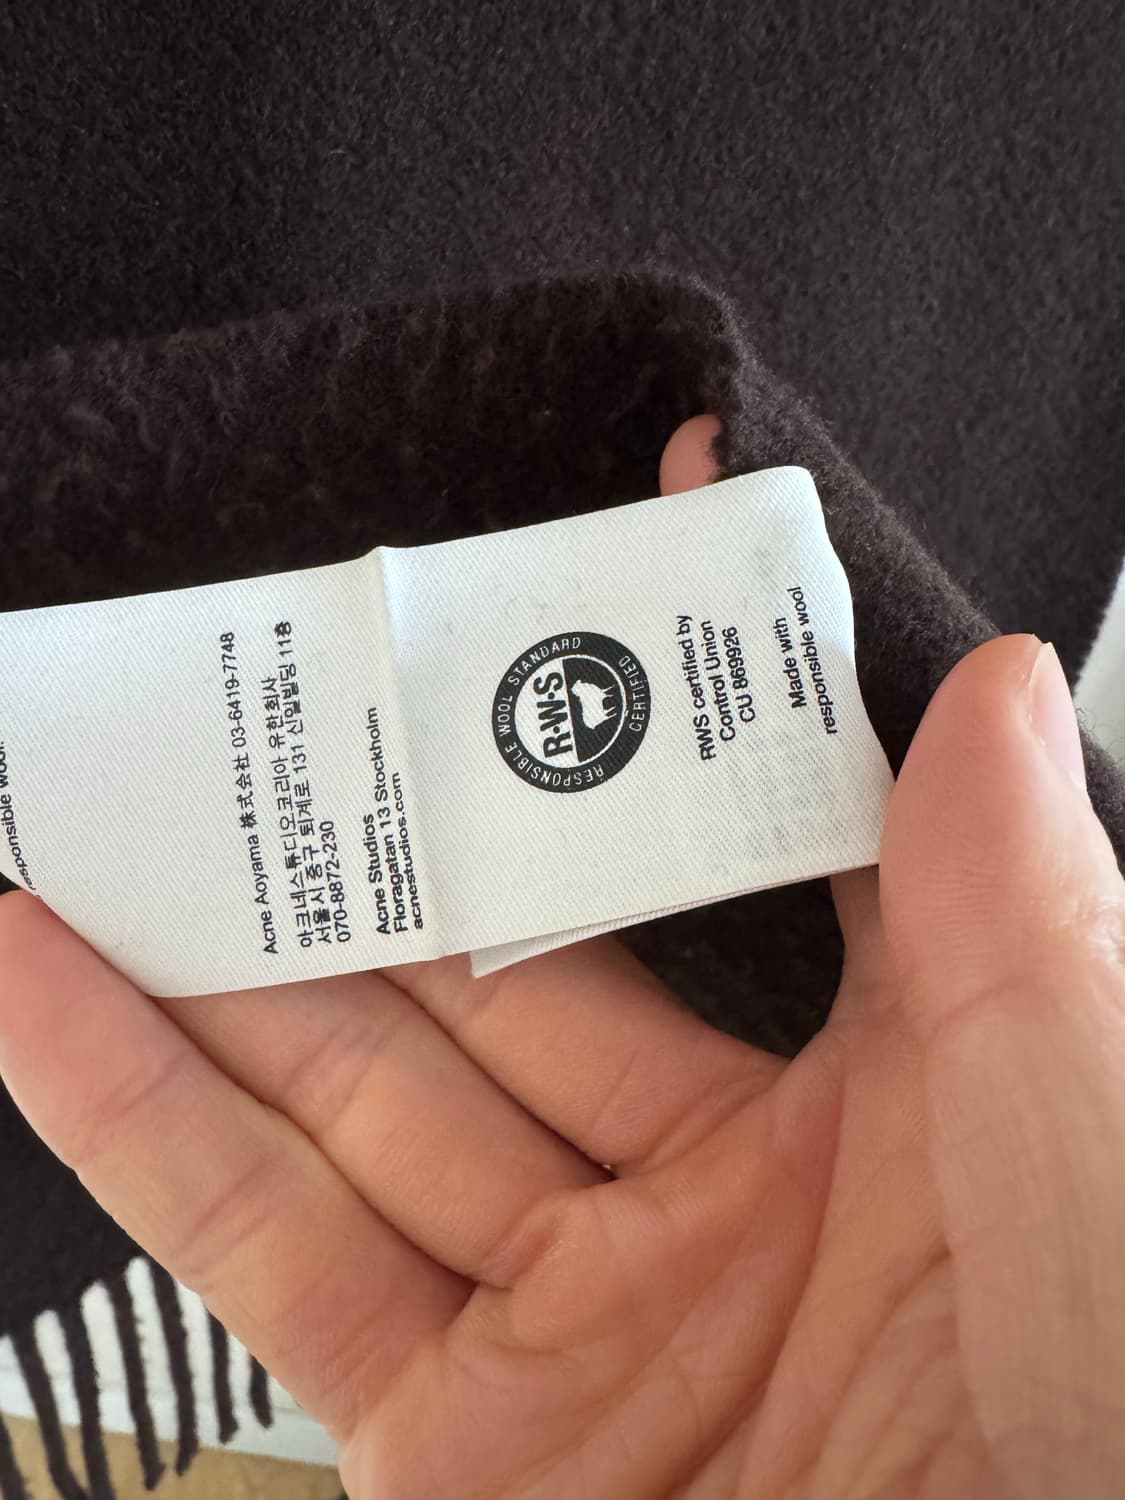 responsible wool.
Acne Aoyama 株式会社 03-6419-7748
아크네스튜디오코리아 유한회사
서울시 중구 퇴계로 131 신일빌딩 11층
070-8872-230
Acne Studios
Floragatan 13 Stockholm
acnestudios.com
RESPONSIBLE WOOL STANDARD
CERTIFIED
R·W·S
RWS certified by
Control Union
CU 869926
Made with
responsible wool